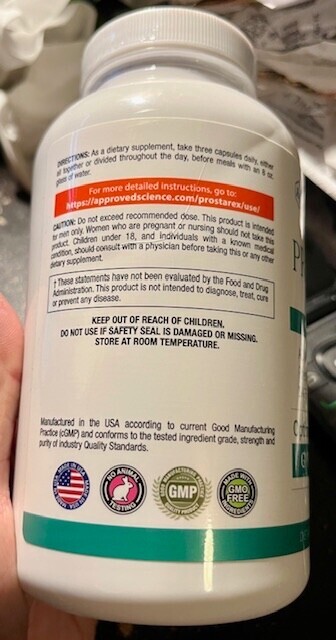 DIRECTIONS: As a dietary supplement, take three capsules daily, either
all together or divided throughout the day, before meals with an 8 oz.
glass of water.
For more detailed instructions, go to:
https://approvedscience.com/prostarex/use/
CAUTION: Do not exceed recommended dose. This product is intended
for men only. Women who are pregnant or nursing should not take this
product. Children under 18, and individuals with a known medical
condition, should consult with a physician before taking this or any other
dietary supplement.
† These statements have not been evaluated by the Food and Drug
Administration. This product is not intended to diagnose, treat, cure
or prevent any disease.
KEEP OUT OF REACH OF CHILDREN.
DO NOT USE IF SAFETY SEAL IS DAMAGED OR MISSING.
STORE AT ROOM TEMPERATURE.
Manufactured in the USA according to current Good Manufacturing
Practice (cGMP) and conforms to the tested ingredient grade, strength and
purity of industry Quality Standards.
MADE IN USA
NO ANIMAL
TESTING
GMP
MADE WITH
GMO
FREE
INGREDIENTS